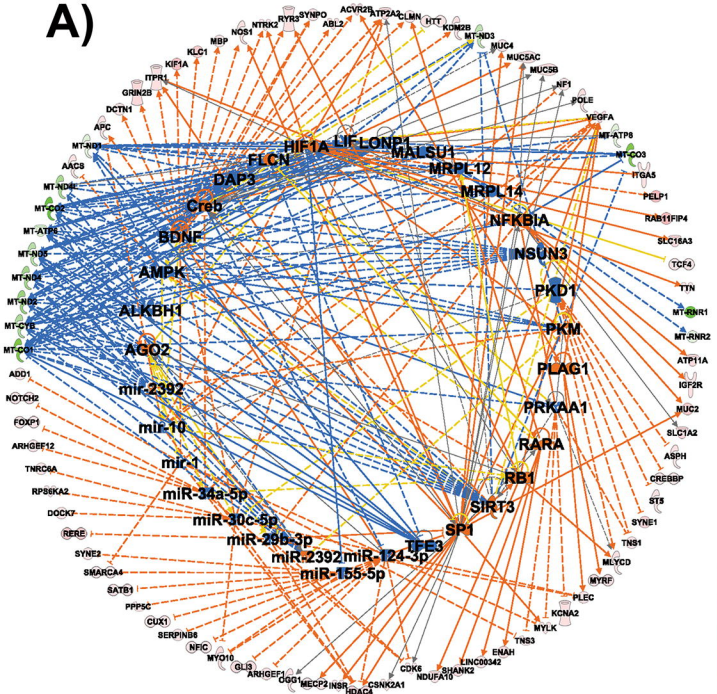 A)
ACVR2B
ATP2A2
CLMN
HTT
KDM2B
MT-ND3
MUC4
MUC5AC
MUC5B
NF1
POLE
VEGFA
MT-ATP8
MT-CO3
ITGA5
PELP1
RAB11FIP4
SLC16A3
TCF4
TTN
MT-RNR1
MT-RNR2
ATP11A
IGF2R
MUC2
SLC1A2
ASPH
CREBBP
ST5
SYNE1
TNS1
MLYCD
MYRF
PLEC
KCNA2
MYLK
TNS3
ENAH
LINC00342
SHANK2
NDUFA10
CDK6
CSNK2A1
HDAC4
INSR
MECP2
OGG1
ARHGEF1
GLI3
MYO10
NFIC
SERPINB6
CUX1
PPP5C
SATB1
SMARCA4
SYNE2
RERE
DOCK7
RPS6KA2
TNRC6A
ARHGEF12
FOXP1
NOTCH2
ADD1
MT-CO1
MT-CYB
MT-ND2
MT-ND4
MT-ND5
MT-ATP6
MT-CO2
MT-ND4L
AACS
MT-ND1
APC
DCTN1
GRIN2B
ITPR1
KIF1A
KLC1
MBP
NOS1
NTRK2
RYR3
SYNPO
ABL2
HIF1A
LIF
LONP1
MALSU1
MRPL12
MRPL14
NFKBIA
NSUN3
PKD1
PKM
PLAG1
PRKAA1
RARA
RB1
SIRT3
SP1
TFE3
miR-124-3p
miR-155-5p
miR-2392
miR-29b-3p
miR-30c-5p
miR-34a-5p
mir-1
mir-10
mir-2392
AGO2
ALKBH1
AMPK
BDNF
Creb
DAP3
FLCN